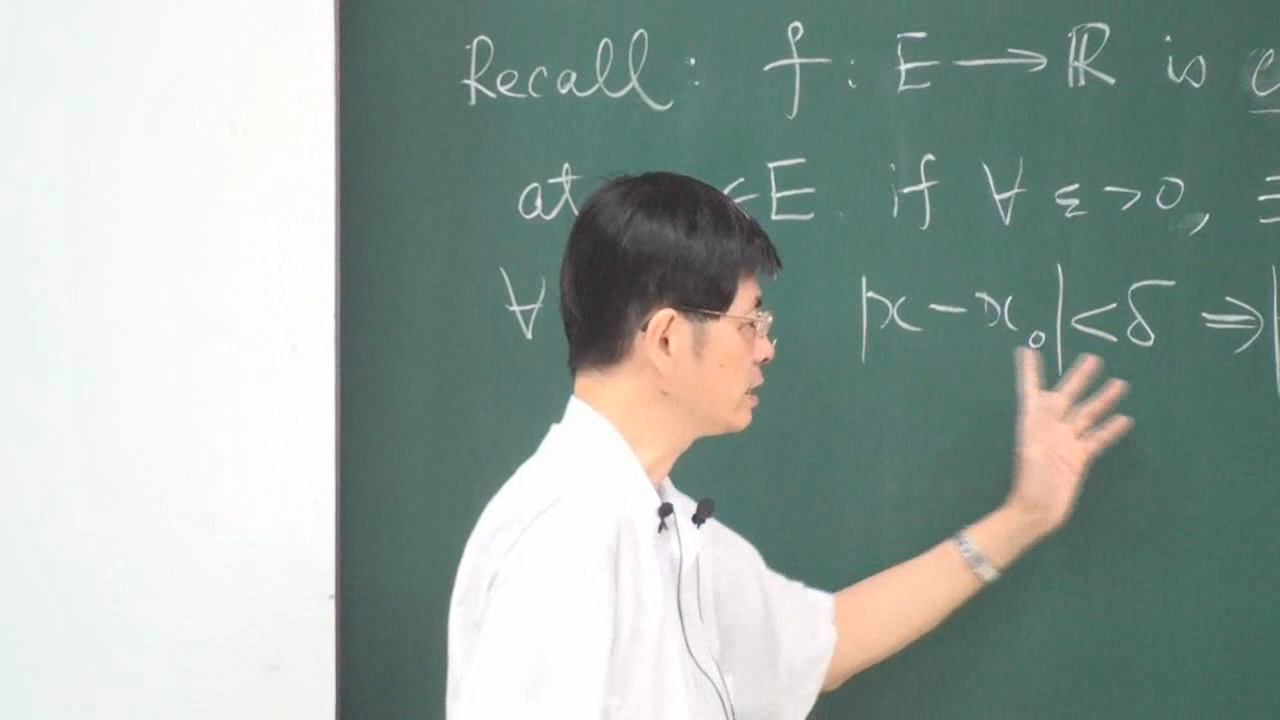 Recall: f: E → ℝ is
at ∈E if ∀ ε>0, ∃
∀ |x-x₀|<δ ⇒ |